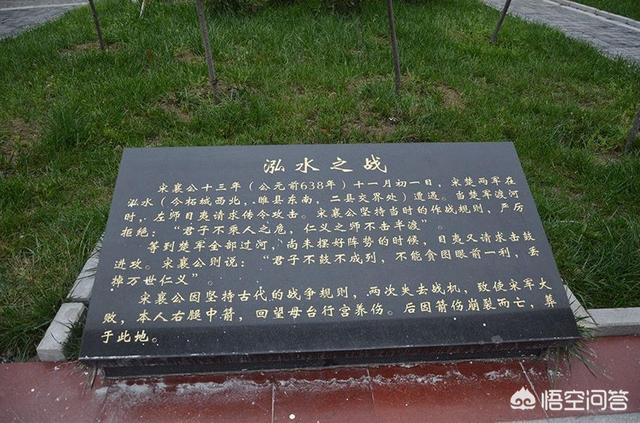 泓水之战
宋襄公十三年（公元前638年）十一月初一日，宋楚两军在
泓水（今柘城西北，睢县东南，二县交界处）遭遇。当楚军渡河
时，左师目夷请求传令攻击。宋襄公坚持当时的作战规则，严厉
拒绝：“君子不乘人之危，仁义之师不击半渡”。
等到楚军全部过河，尚未摆好阵势的时候，目夷又请求击鼓
进攻。宋襄公则说：“君子不鼓不成列，不能贪图眼前一利，丢
掉万世仁义”。
宋襄公因坚持古代的战争规则，两次失去战机，致使宋军大
败，本人右腿中箭，回望母台行宫养伤。后因箭伤崩裂而亡，葬
于此地。
悟空问答